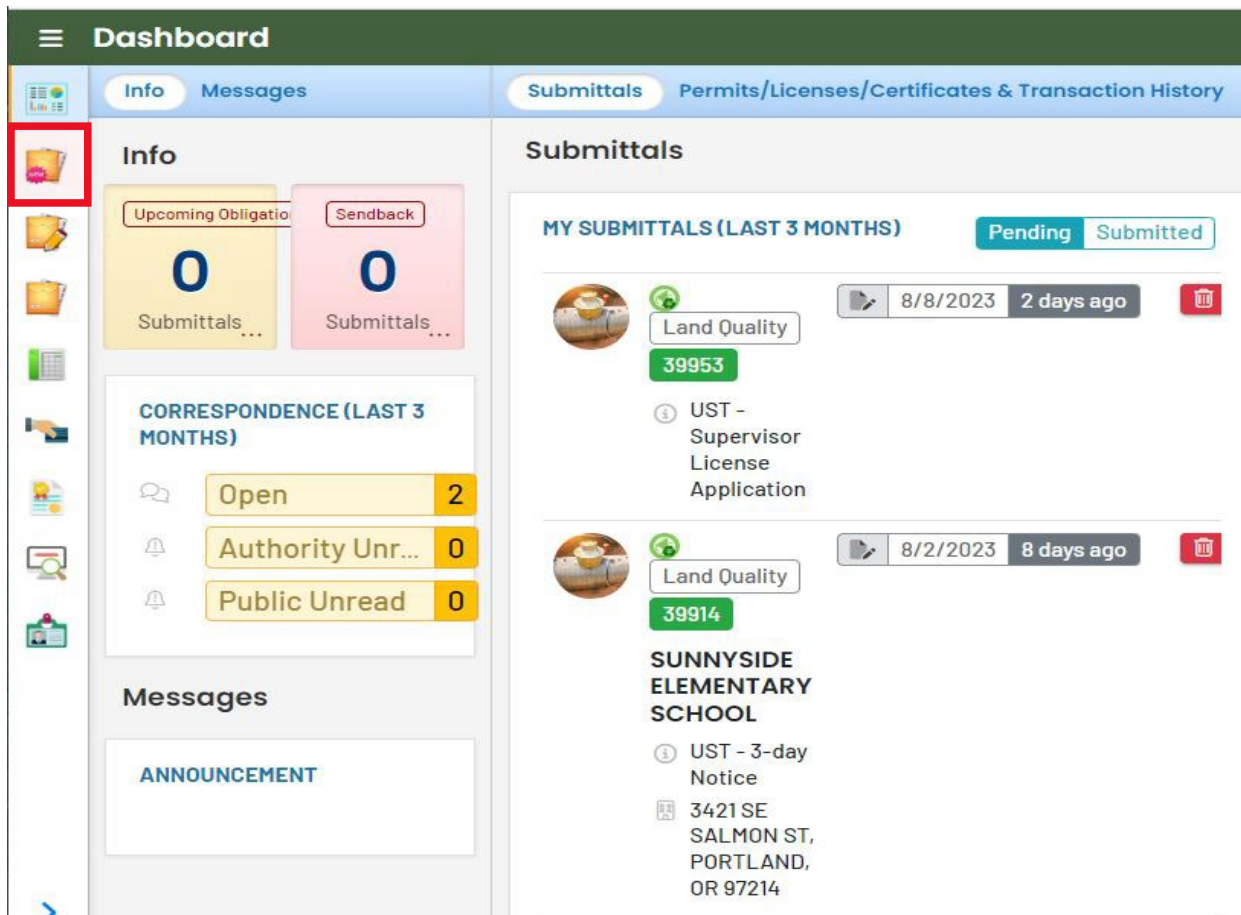 Dashboard
Info Messages
Submittals Permits/Licenses/Certificates & Transaction History
Info
Upcoming Obligatio
0
Submittals...
Sendback
0
Submittals...
CORRESPONDENCE (LAST 3
MONTHS)
Open 2
Authority Unr... 0
Public Unread 0
Messages
ANNOUNCEMENT
Submittals
MY SUBMITTALS (LAST 3 MONTHS) Pending Submitted
Land Quality
39953
8/8/2023 2 days ago
UST -
Supervisor
License
Application
Land Quality
39914
8/2/2023 8 days ago
SUNNYSIDE
ELEMENTARY
SCHOOL
UST - 3-day
Notice
3421 SE
SALMON ST,
PORTLAND,
OR 97214